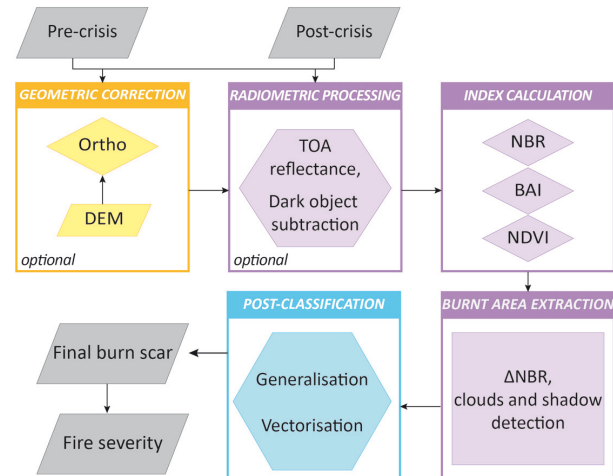 Pre-crisis
Post-crisis
GEOMETRIC CORRECTION
Ortho
DEM
optional
RADIOMETRIC PROCESSING
TOA
reflectance,
Dark object
subtraction
optional
INDEX CALCULATION
NBR
BAI
NDVI
BURNT AREA EXTRACTION
ΔNBR,
clouds and shadow
detection
POST-CLASSIFICATION
Generalisation
Vectorisation
Final burn scar
Fire severity